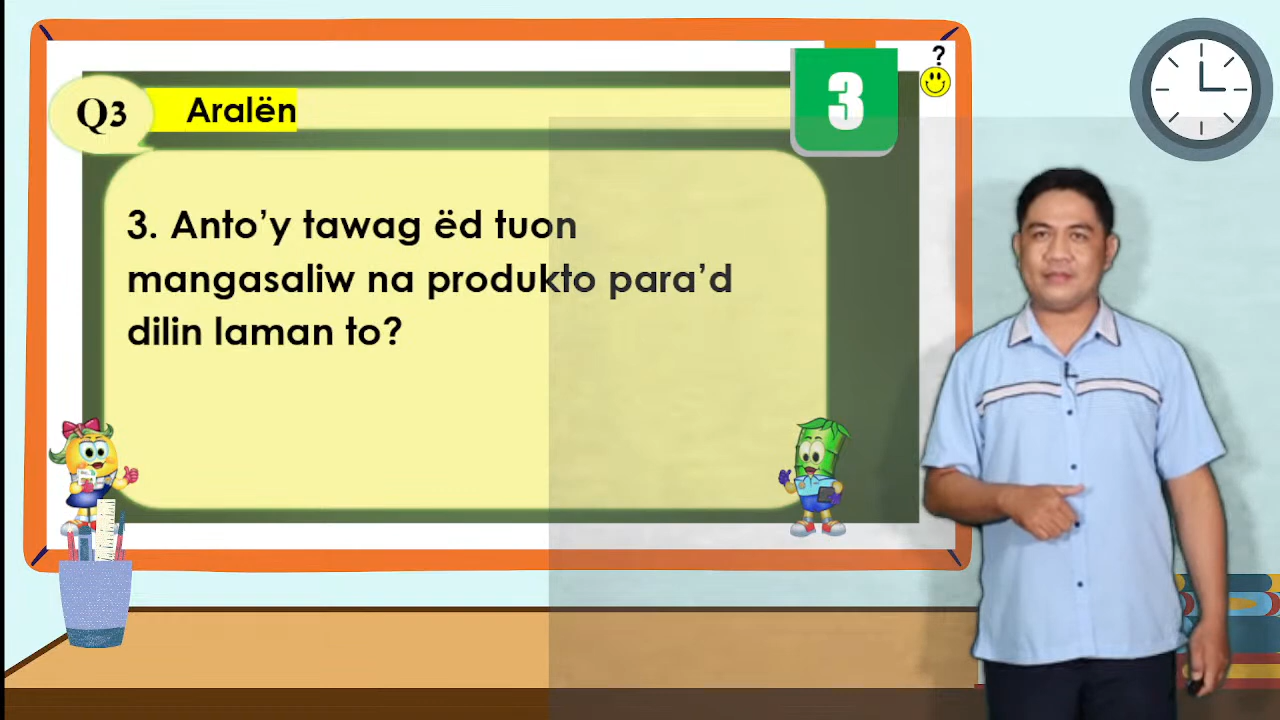 Q3
Aralën
3
?
3. Anto’y tawag ëd tuon
mangasaliw na produkto para’d
dilin laman to?